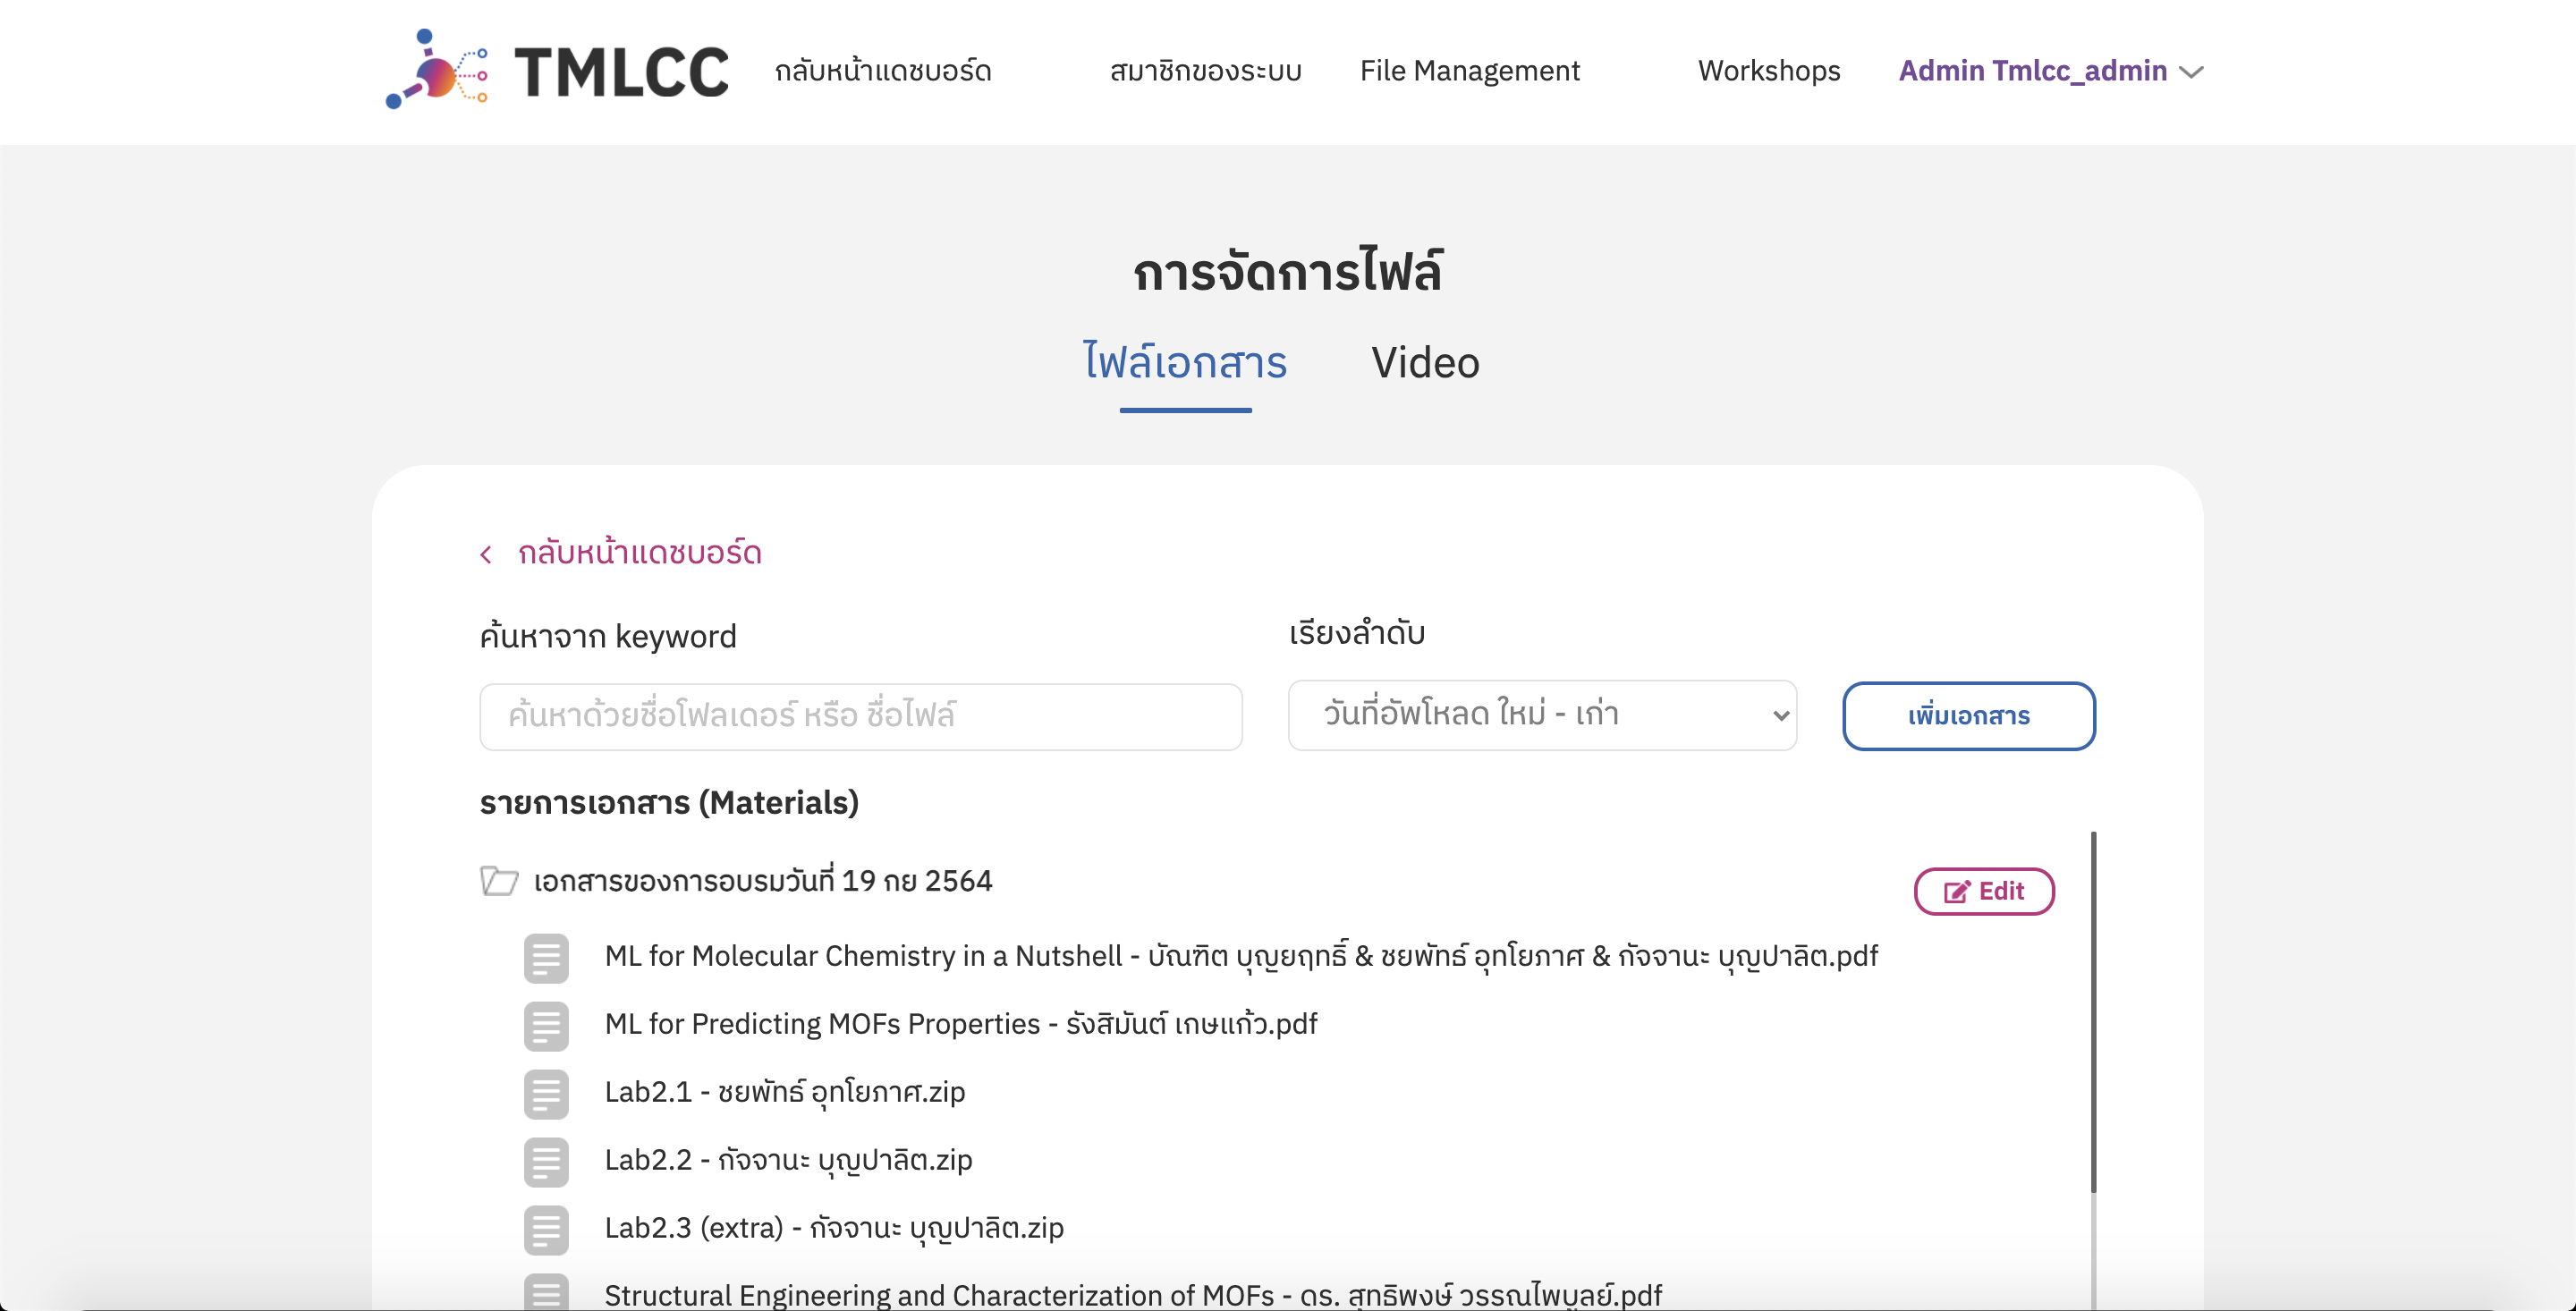 TMLCC กลับหน้าแดชบอร์ด สมาชิกของระบบ File Management Workshops Admin Tmlcc_admin
การจัดการไฟล์
ไฟล์เอกสาร Video
กลับหน้าแดชบอร์ด
ค้นหาจาก keyword เรียงลำดับ
ค้นหาด้วยชื่อโฟลเดอร์ หรือ ชื่อไฟล์ วันที่อัพโหลด ใหม่ - เก่า เพิ่มเอกสาร
รายการเอกสาร (Materials)
เอกสารของการอบรมวันที่ 19 กย 2564 Edit
ML for Molecular Chemistry in a Nutshell - บัณฑิต บุญยฤทธิ์ & ชยพัทธ์ อุทโยภาศ & กัจจานะ บุญปาลิต.pdf
ML for Predicting MOFs Properties - รังสิมันต์ เกษแก้ว.pdf
Lab2.1 - ชยพัทธ์ อุทโยภาศ.zip
Lab2.2 - กัจจานะ บุญปาลิต.zip
Lab2.3 (extra) - กัจจานะ บุญปาลิต.zip
Structural Engineering and Characterization of MOFs - ดร. สุทธิพงษ์ วรรณไพบูลย์.pdf